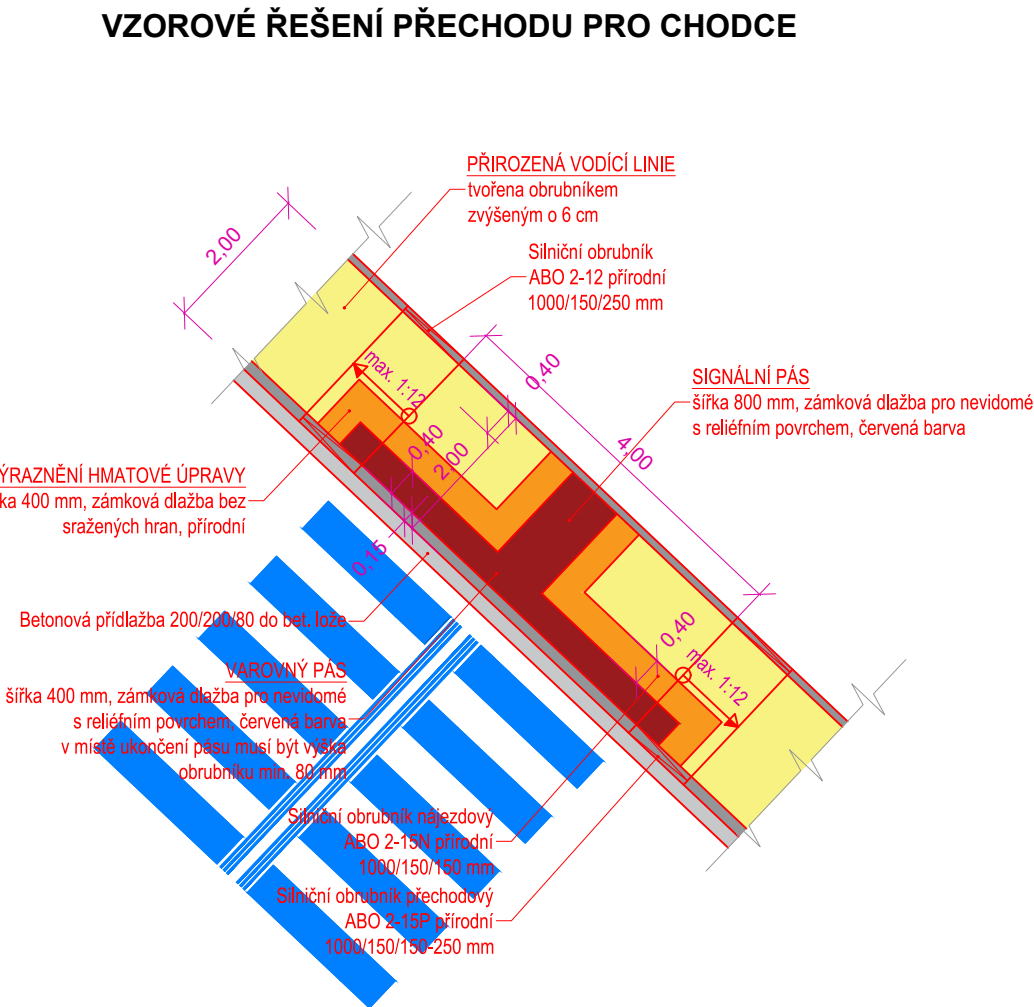 VZOROVÉ ŘEŠENÍ PŘECHODU PRO CHODCE
PŘIROZENÁ VODÍCÍ LINIE
tvořena obrubníkem
zvýšeným o 6 cm
2,00
Silniční obrubník
ABO 2-12 přírodní
1000/150/250 mm
max. 1:12
0,40
SIGNÁLNÍ PÁS
šířka 800 mm, zámková dlažba pro nevidomé
s reliéfním povrchem, červená barva
4,00
0,40
2,00
0,15
ÝRAZNĚNÍ HMATOVÉ ÚPRAVY
ka 400 mm, zámková dlažba bez
sražených hran, přírodní
Betonová přídlažba 200/200/80 do bet. lože
0,40
max. 1:12
VAROVNÝ PÁS
šířka 400 mm, zámková dlažba pro nevidomé
s reliéfním povrchem, červená barva
v místě ukončení pásu musí být výška
obrubníku min. 80 mm
Silniční obrubník nájezdový
ABO 2-15N přírodní
1000/150/150 mm
Silniční obrubník přechodový
ABO 2-15P přírodní
1000/150/150-250 mm